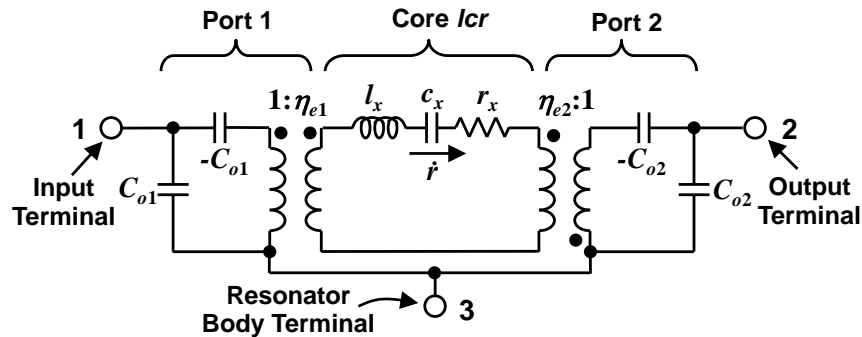 Port 1
Core lcr
Port 2
1:ηe1
lx
cx
rx
ηe2:1
1
2
-Co1
ṙ
-Co2
Input
Terminal
Co1
Co2
Output
Terminal
Resonator
Body Terminal
3